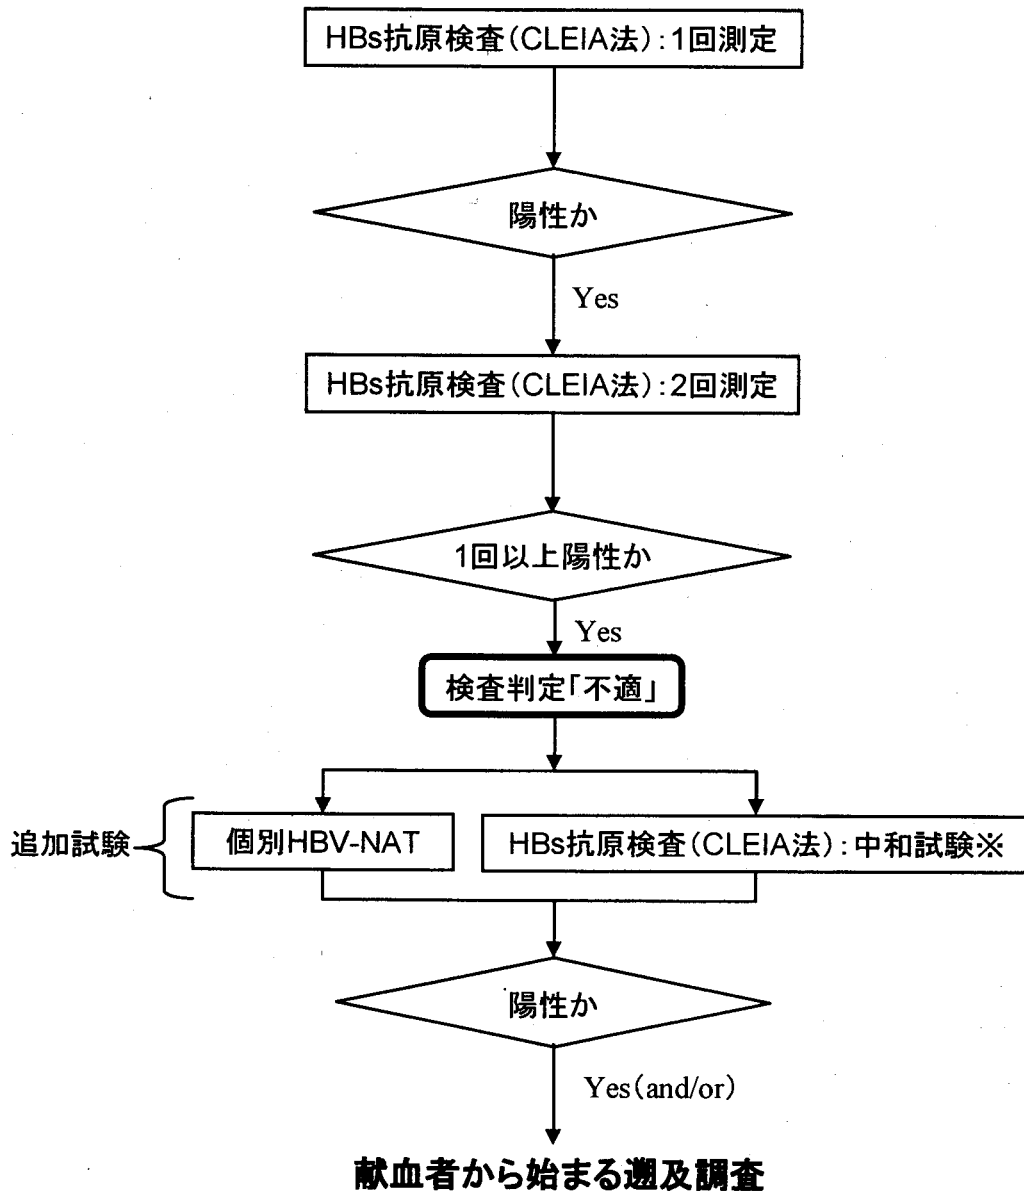 HBs抗原検査(CLEIA法):1回測定
陽性か
Yes
HBs抗原検査(CLEIA法):2回測定
1回以上陽性か
Yes
検査判定「不適」
追加試験
個別HBV-NAT
HBs抗原検査(CLEIA法):中和試験※
陽性か
Yes(and/or)
献血者から始まる遡及調査